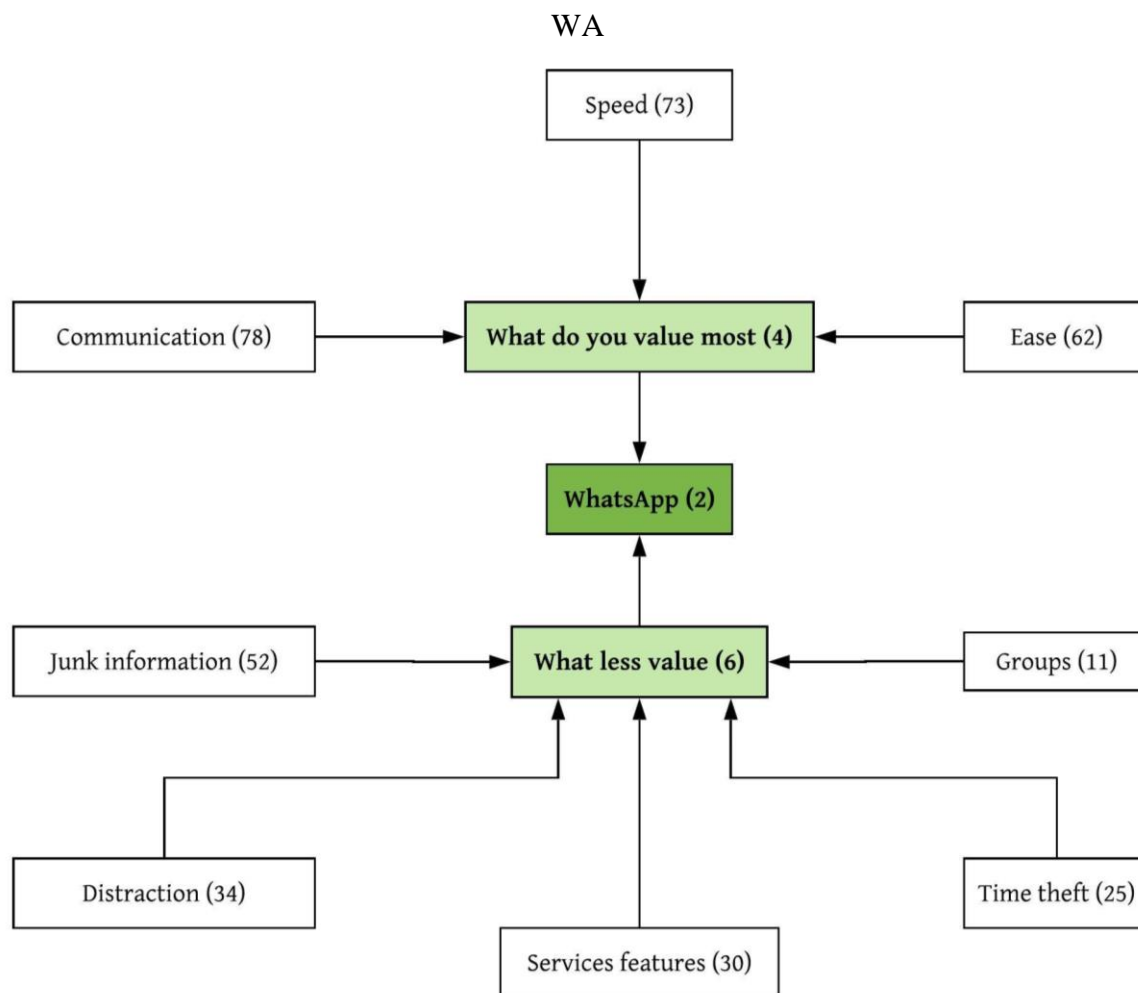 WA
Speed (73)
Communication (78)
What do you value most (4)
Ease (62)
WhatsApp (2)
Junk information (52)
What less value (6)
Groups (11)
Distraction (34)
Time theft (25)
Services features (30)